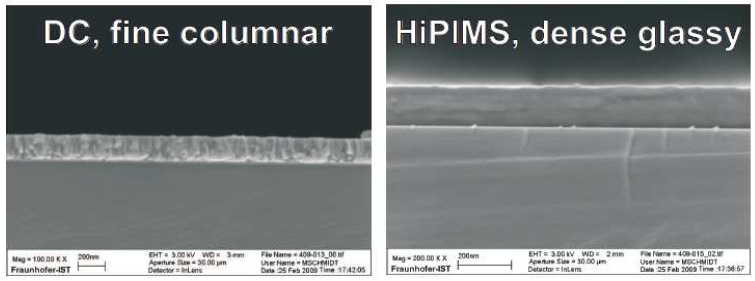 DC, fine columnar
Mag = 100.00 K X
200nm
EHT = 3.00 kV WD = 3 mm
Aperture Size = 30.00 µm
Detector = InLens
File Name = 409-013_00.tif
User Name = MSCHMIDT
Date :25 Feb 2009 Time :17:42:05
Fraunhofer-IST
HiPIMS, dense glassy
Mag = 200.00 K X
200nm
EHT = 3.00 kV WD = 2 mm
Aperture Size = 30.00 µm
Detector = InLens
File Name = 409-015_02.tif
User Name = MSCHMIDT
Date :25 Feb 2009 Time :17:36:57
Fraunhofer-IST